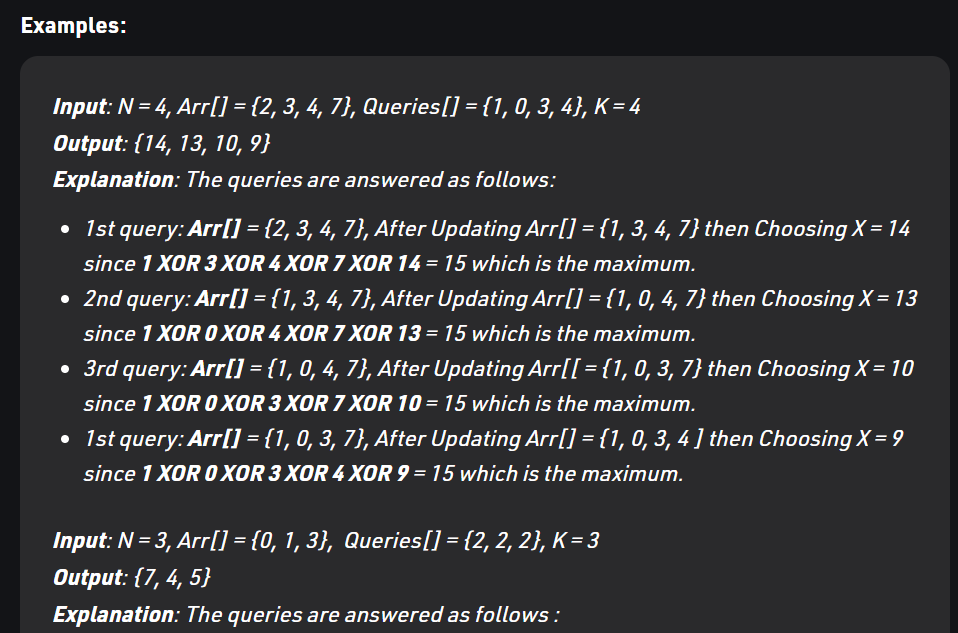 Examples:
Input: N = 4, Arr[] = {2, 3, 4, 7}, Queries[] = {1, 0, 3, 4}, K = 4
Output: {14, 13, 10, 9}
Explanation: The queries are answered as follows:
• 1st query: Arr[] = {2, 3, 4, 7}, After Updating Arr[] = {1, 3, 4, 7} then Choosing X = 14
since 1 XOR 3 XOR 4 XOR 7 XOR 14 = 15 which is the maximum.
• 2nd query: Arr[] = {1, 3, 4, 7}, After Updating Arr[] = {1, 0, 4, 7} then Choosing X = 13
since 1 XOR 0 XOR 4 XOR 7 XOR 13 = 15 which is the maximum.
• 3rd query: Arr[] = {1, 0, 4, 7}, After Updating Arr[[ = {1, 0, 3, 7} then Choosing X = 10
since 1 XOR 0 XOR 3 XOR 7 XOR 10 = 15 which is the maximum.
• 1st query: Arr[] = {1, 0, 3, 7}, After Updating Arr[] = {1, 0, 3, 4 ] then Choosing X = 9
since 1 XOR 0 XOR 3 XOR 4 XOR 9 = 15 which is the maximum.
Input: N = 3, Arr[] = {0, 1, 3}, Queries[] = {2, 2, 2}, K = 3
Output: {7, 4, 5}
Explanation: The queries are answered as follows :